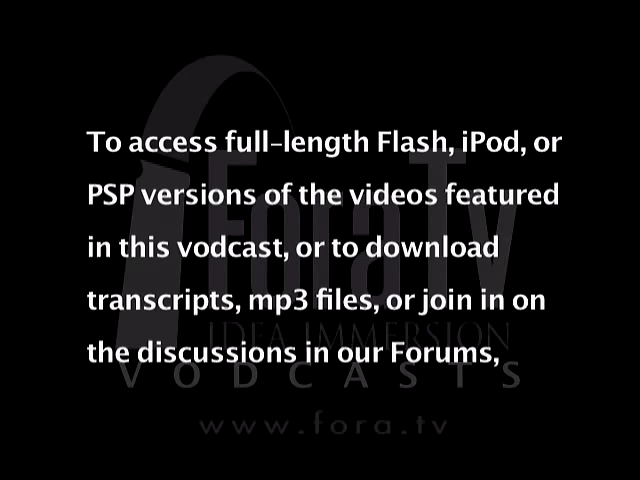 To access full-length Flash, iPod, or
PSP versions of the videos featured
in this vodcast, or to download
transcripts, mp3 files, or join in on
the discussions in our Forums,
ForaTv
IDEA IMMERSION
VODCASTS
www.fora.tv